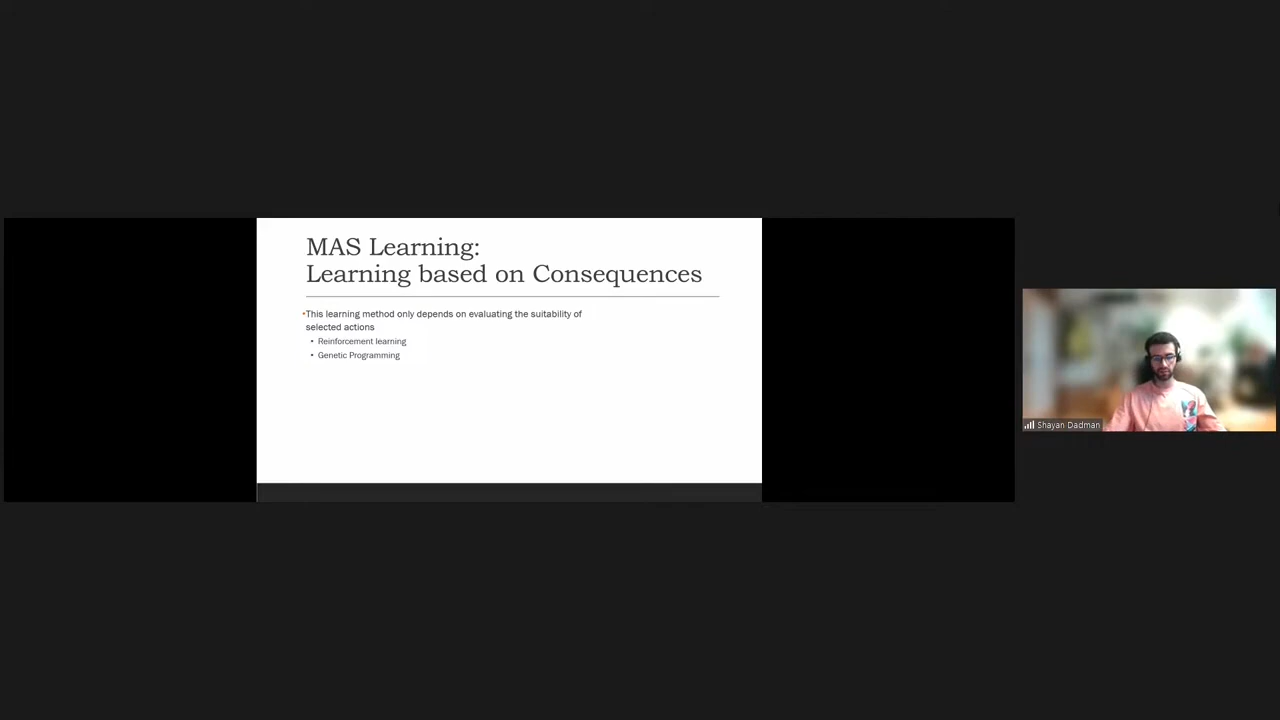 MAS Learning:
Learning based on Consequences
•This learning method only depends on evaluating the suitability of
selected actions
• Reinforcement learning
• Genetic Programming
Shayan Dadman